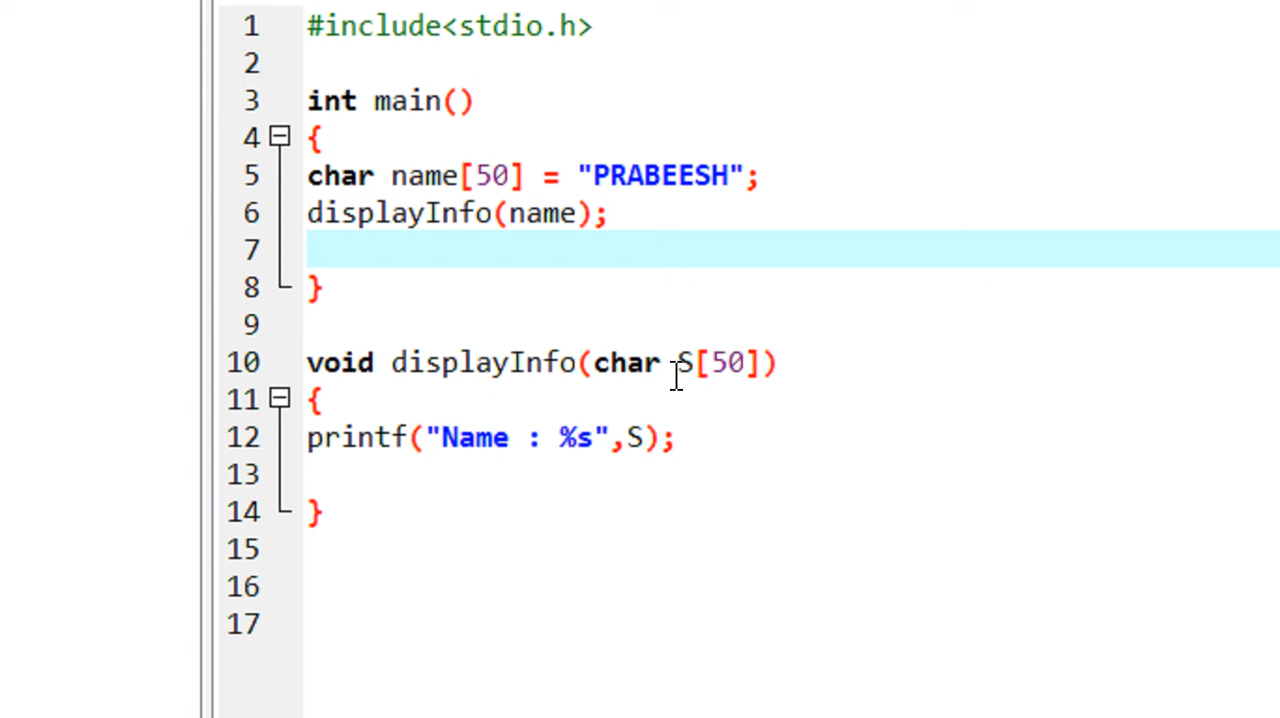 1 #include<stdio.h>
2
3 int main()
4 {
5 char name[50] = "PRABEESH";
6 displayInfo(name);
7
8 }
9
10 void displayInfo(char S[50])
11 {
12 printf("Name : %s",S);
13
14 }
15
16
17